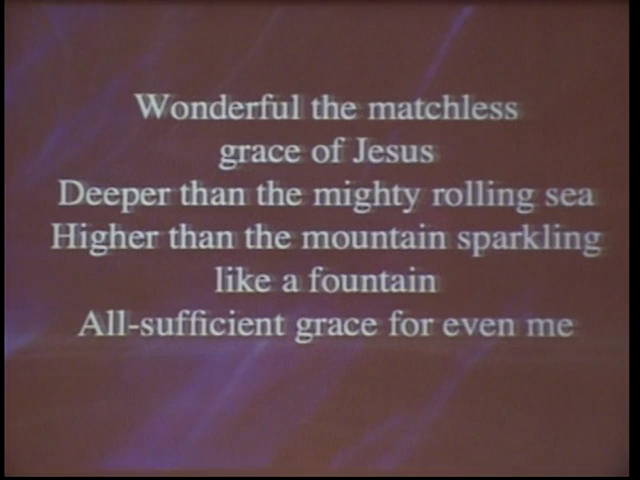 Wonderful the matchless
grace of Jesus
Deeper than the mighty rolling sea
Higher than the mountain sparkling
like a fountain
All-sufficient grace for even me